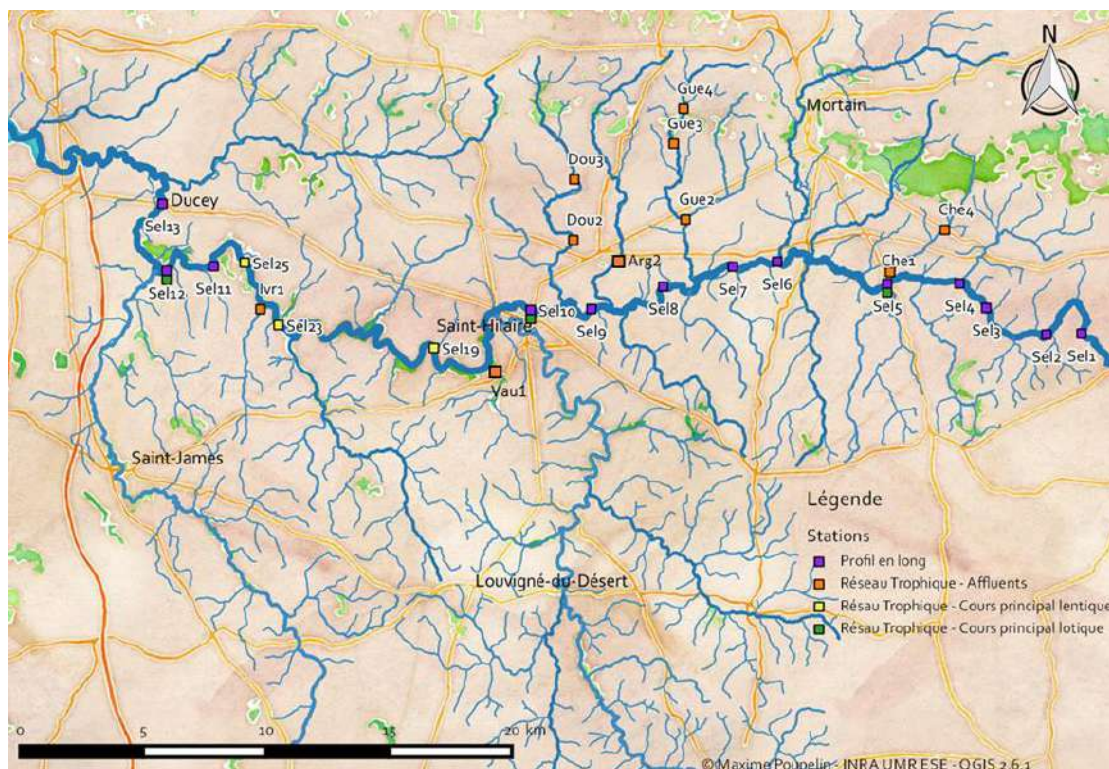 N
Gue4
Mortain
Gue3
Dou3
Ducey
Gue2
Che4
Dou2
Sel13
Arg2
Che1
Sel25
Sel12
Sel11
Ivr1
Sel7
Sel6
Sel8
Sel5
Sel4
Sel10
Sel9
Sel23
Saint-Hilaire
Sel3
Sel2
Sel1
Sel19
Vau1
Saint-James
Légende
Stations
Profil en long
Réseau Trophique - Affluents
Louvigné-du-Désert
Résau Trophique - Cours principal lentique
Résau Trophique - Cours principal lotique
0
5
10
15
20 km
©Maxime Poupelin - INRA UMR ESE - QGIS 2.6.1